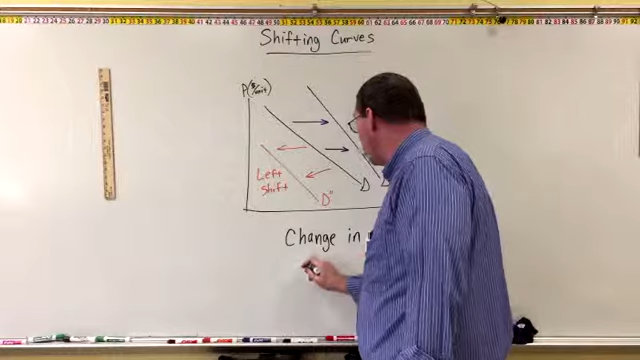 Shifting Curves
P($/unit)
Left
Shift
D"
D
Change in